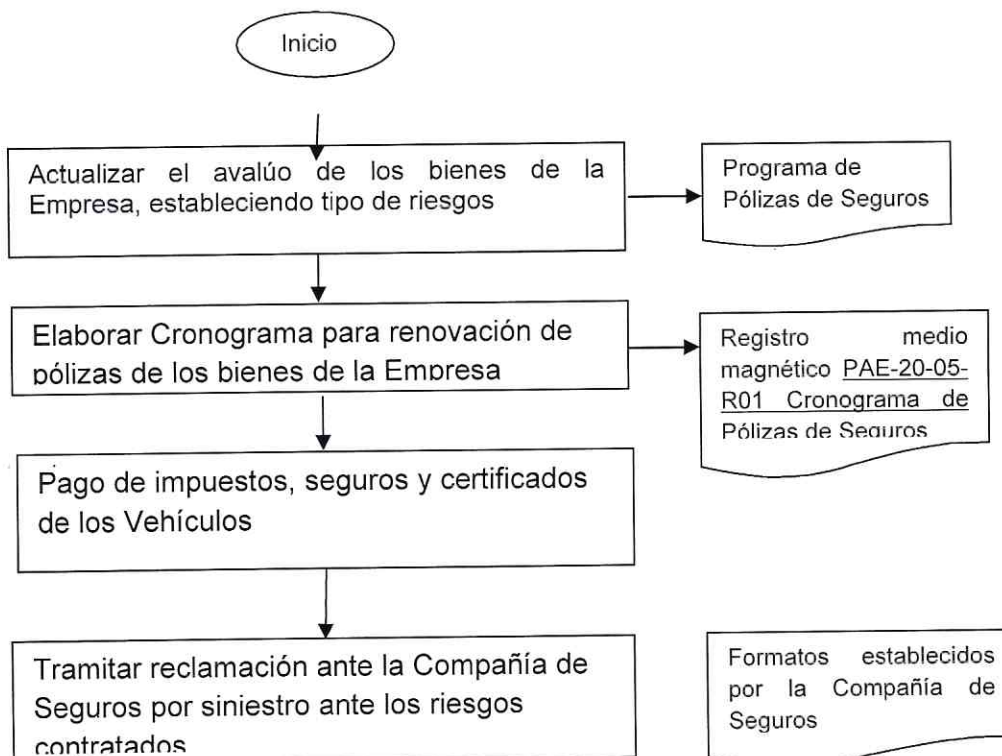 Inicio
Actualizar el avalúo de los bienes de la
Empresa, estableciendo tipo de riesgos
Programa de
Pólizas de Seguros
Elaborar Cronograma para renovación de
pólizas de los bienes de la Empresa
Registro medio
magnético PAE-20-05-
R01 Cronograma de
Pólizas de Seguros
Pago de impuestos, seguros y certificados
de los Vehículos
Tramitar reclamación ante la Compañía de
Seguros por siniestro ante los riesgos
contratados
Formatos establecidos
por la Compañía de
Seguros